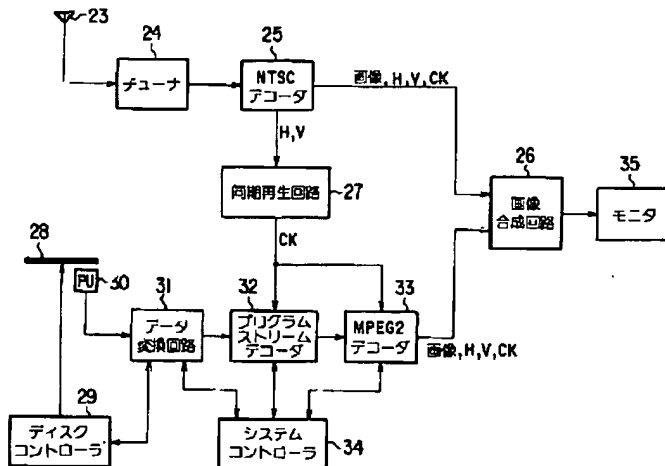 23
24
チューナ
25
NTSC
デコーダ
画像,H,V,CK
H,V
同期再生回路
27
CK
26
画像
合成回路
35
モニタ
28
PU
30
31
データ
変換回路
32
プログラム
ストリーム
デコーダ
33
MPEG2
デコーダ
画像,H,V,CK
29
ディスク
コントローラ
システム
コントローラ
34